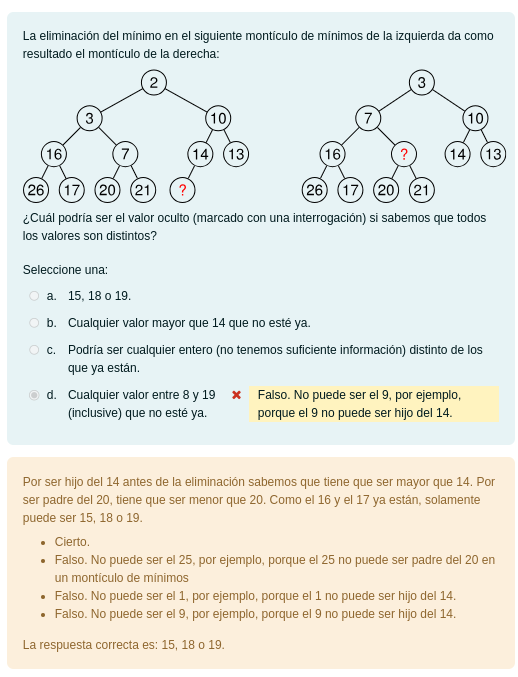 La eliminación del mínimo en el siguiente montículo de mínimos de la izquierda da como
resultado el montículo de la derecha:
2
3
3
10
7
10
16
7
14
13
16
?
14
13
26
17
20
21
?
26
17
20
21
¿Cuál podría ser el valor oculto (marcado con una interrogación) si sabemos que todos
los valores son distintos?
Seleccione una:
a. 15, 18 o 19.
b. Cualquier valor mayor que 14 que no esté ya.
c. Podría ser cualquier entero (no tenemos suficiente información) distinto de los
que ya están.
d. Cualquier valor entre 8 y 19
(inclusive) que no esté ya.
Falso. No puede ser el 9, por ejemplo,
porque el 9 no puede ser hijo del 14.
Por ser hijo del 14 antes de la eliminación sabemos que tiene que ser mayor que 14. Por
ser padre del 20, tiene que ser menor que 20. Como el 16 y el 17 ya están, solamente
puede ser 15, 18 o 19.
• Cierto.
• Falso. No puede ser el 25, por ejemplo, porque el 25 no puede ser padre del 20 en
un montículo de mínimos
• Falso. No puede ser el 1, por ejemplo, porque el 1 no puede ser hijo del 14.
• Falso. No puede ser el 9, por ejemplo, porque el 9 no puede ser hijo del 14.
La respuesta correcta es: 15, 18 o 19.